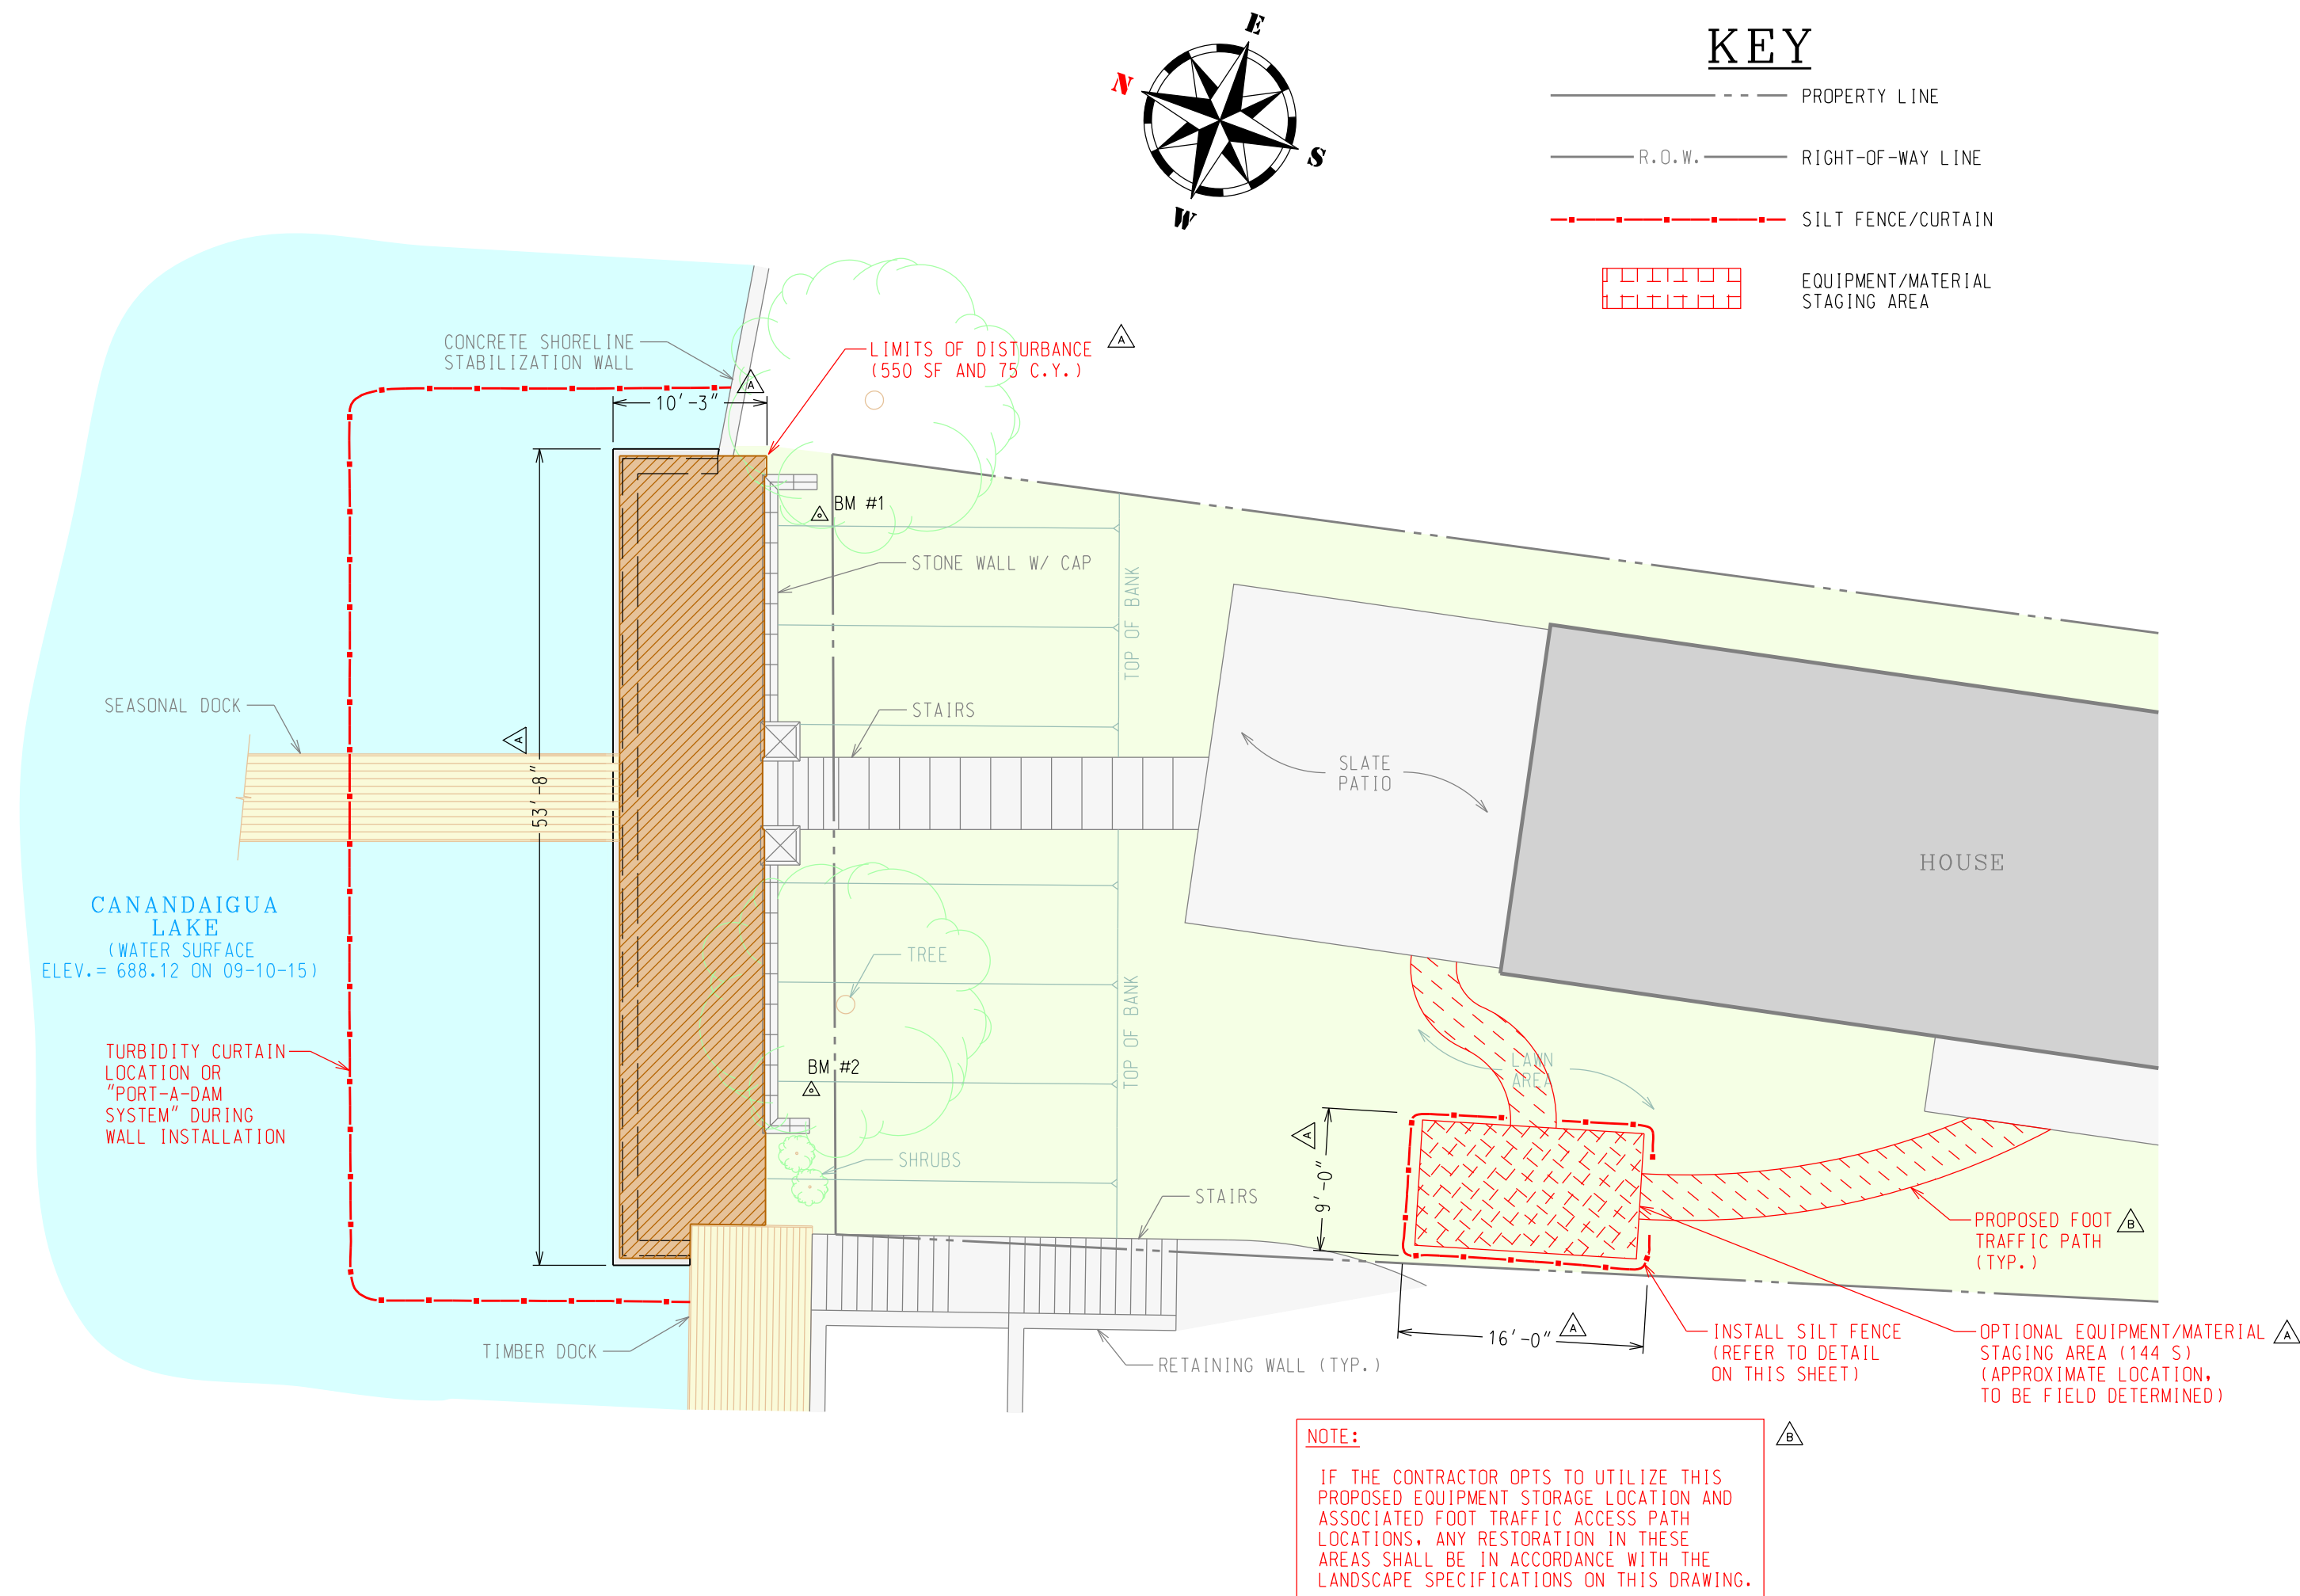 E
N
S
W
KEY
PROPERTY LINE
R.O.W.
RIGHT-OF-WAY LINE
SILT FENCE/CURTAIN
EQUIPMENT/MATERIAL
STAGING AREA
CONCRETE SHORELINE
STABILIZATION WALL
LIMITS OF DISTURBANCE
(550 SF AND 75 C.Y.)
A
A
10'-3"
BM #1
STONE WALL W/ CAP
TOP OF BANK
SEASONAL DOCK
STAIRS
A
53'-8"
SLATE
PATIO
HOUSE
CANANDAIGUA
LAKE
(WATER SURFACE
ELEV.= 688.12 ON 09-10-15)
TREE
TOP OF BANK
TURBIDITY CURTAIN
LOCATION OR
"PORT-A-DAM
SYSTEM" DURING
WALL INSTALLATION
BM #2
LAWN
AREA
SHRUBS
STAIRS
A
9'-0"
PROPOSED FOOT
TRAFFIC PATH
(TYP.)
B
TIMBER DOCK
RETAINING WALL (TYP.)
16'-0"
A
INSTALL SILT FENCE
(REFER TO DETAIL
ON THIS SHEET)
OPTIONAL EQUIPMENT/MATERIAL
STAGING AREA (144 S)
(APPROXIMATE LOCATION,
TO BE FIELD DETERMINED)
A
NOTE:
B
IF THE CONTRACTOR OPTS TO UTILIZE THIS
PROPOSED EQUIPMENT STORAGE LOCATION AND
ASSOCIATED FOOT TRAFFIC ACCESS PATH
LOCATIONS, ANY RESTORATION IN THESE
AREAS SHALL BE IN ACCORDANCE WITH THE
LANDSCAPE SPECIFICATIONS ON THIS DRAWING.